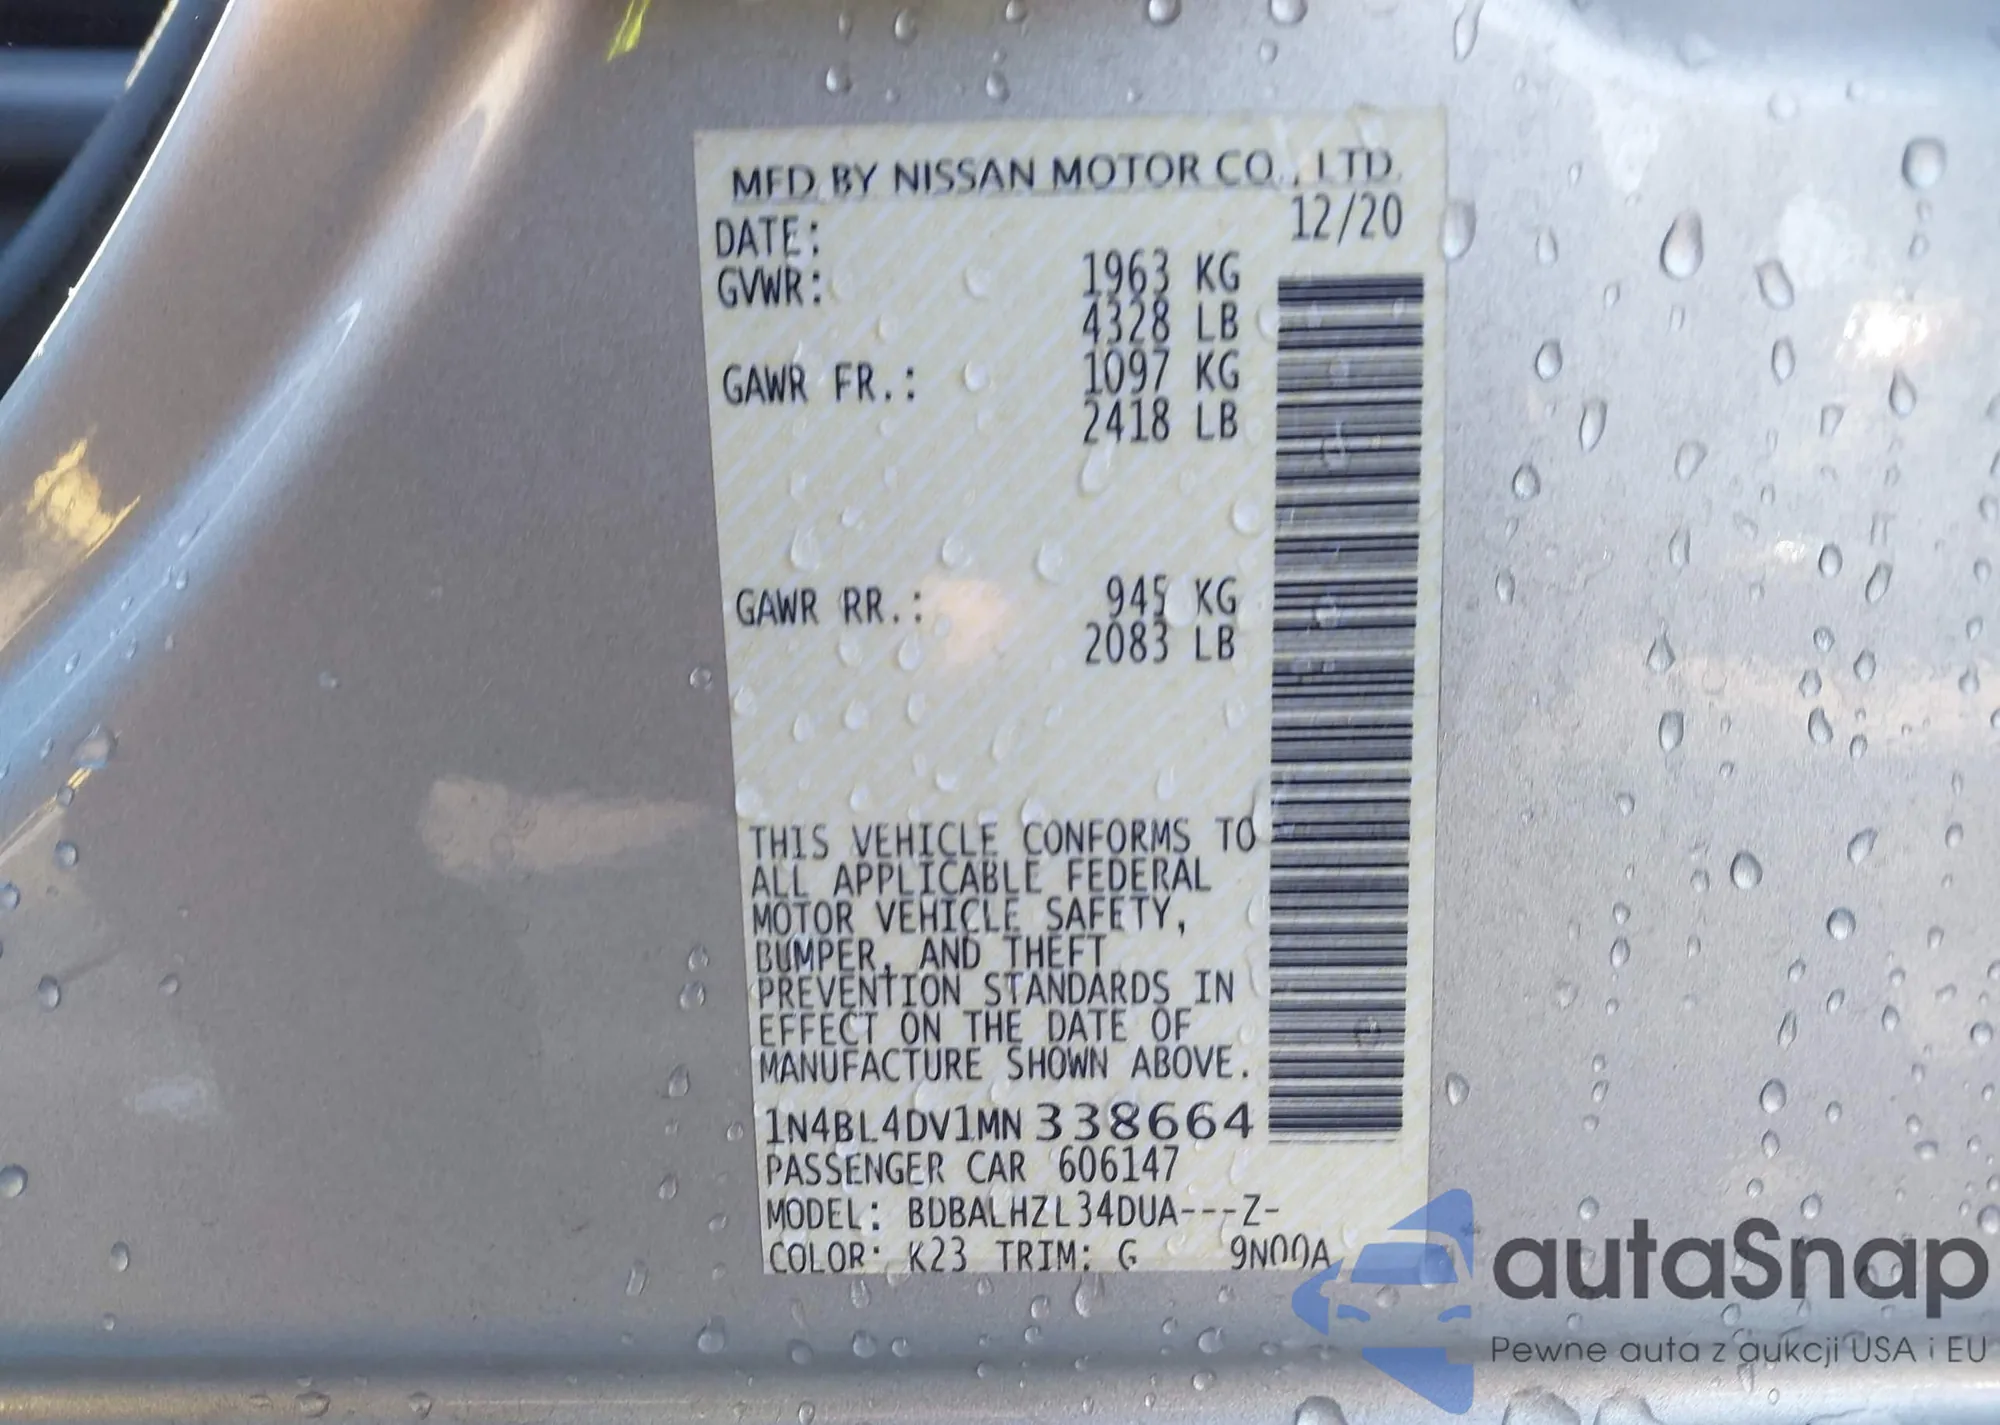 MFD. BY NISSAN MOTOR CO., LTD.
DATE: 12/20
GVWR: 1963 KG
4328 LB
GAWR FR.: 1097 KG
2418 LB
GAWR RR.: 945 KG
2083 LB
THIS VEHICLE CONFORMS TO
ALL APPLICABLE FEDERAL
MOTOR VEHICLE SAFETY,
BUMPER, AND THEFT
PREVENTION STANDARDS IN
EFFECT ON THE DATE OF
MANUFACTURE SHOWN ABOVE.
1N4BL4DV1MN338664
PASSENGER CAR 606147
MODEL: BDBALHZL34DUA---Z-
COLOR: K23 TRIM: G 9N00A
autaSnap
Pewne auta z aukcji USA i EU